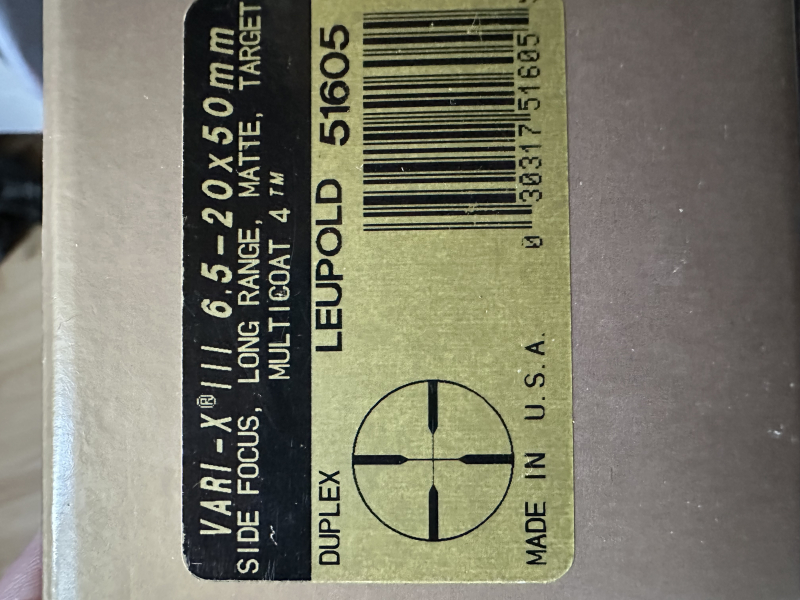 VARI-X® III 6.5-20x50mm
SIDE FOCUS, LONG RANGE, MATTE, TARGET
MULTICOAT 4™
LEUPOLD 51605
0 30317 51605
DUPLEX
MADE IN U.S.A.